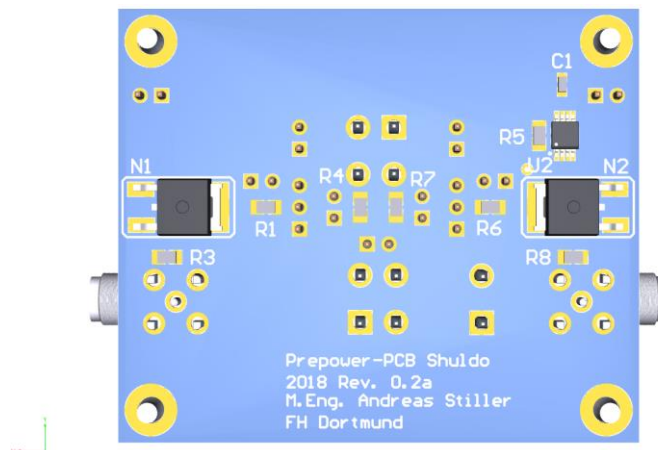 C1
R5
N1
R4
R7
U2
N2
R1
R6
R3
R8
Prepower-PCB Shuldo
2018 Rev. 0.2a
M.Eng. Andreas Stiller
FH Dortmund